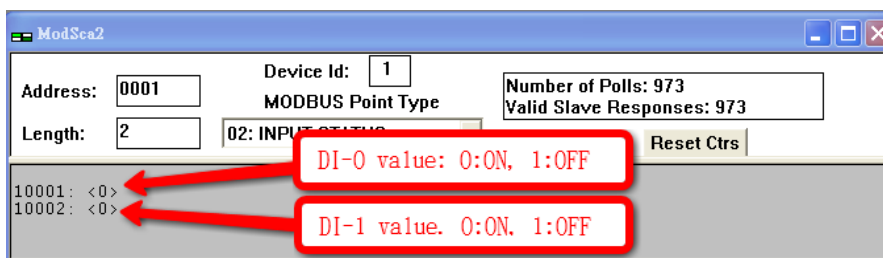 ModSca2
Device Id: 1
Address: 0001
MODBUS Point Type
Number of Polls: 973
Valid Slave Responses: 973
Length: 2
02: INPUT STATUS
Reset Ctrs
DI-0 value: 0:ON, 1:OFF
10001: <0>
10002: <0>
DI-1 value. 0:ON, 1:OFF